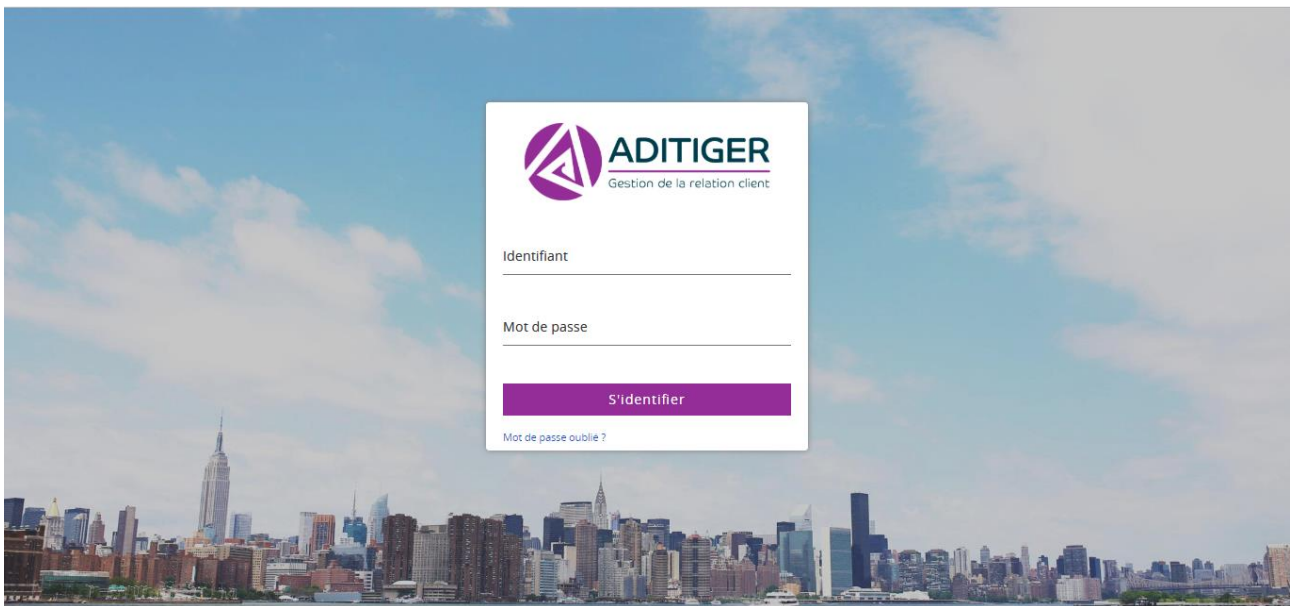 ADITIGER
Gestion de la relation client
Identifiant
Mot de passe
S'identifier
Mot de passe oublié ?